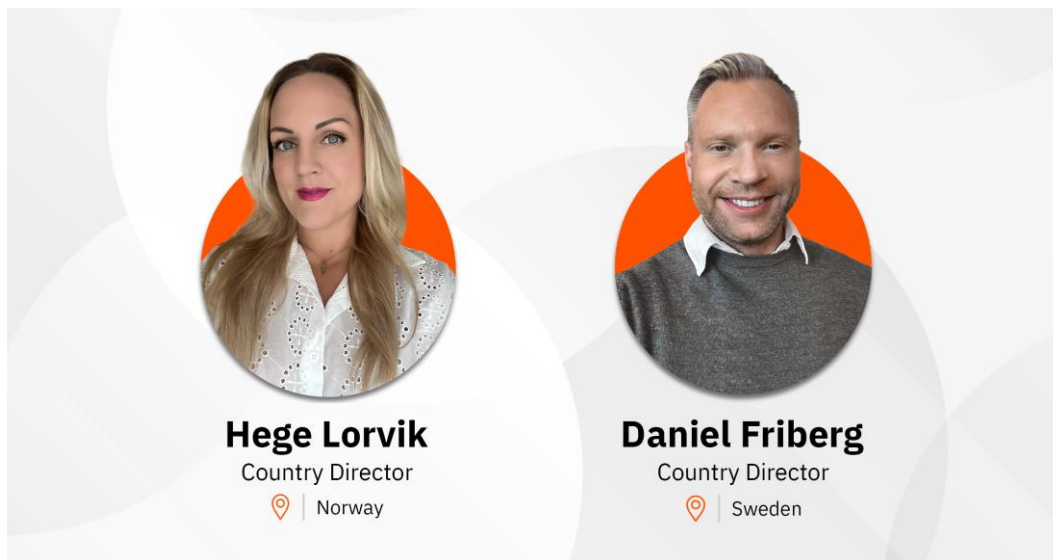 Hege Lorvik
Country Director
Norway
Daniel Friberg
Country Director
Sweden